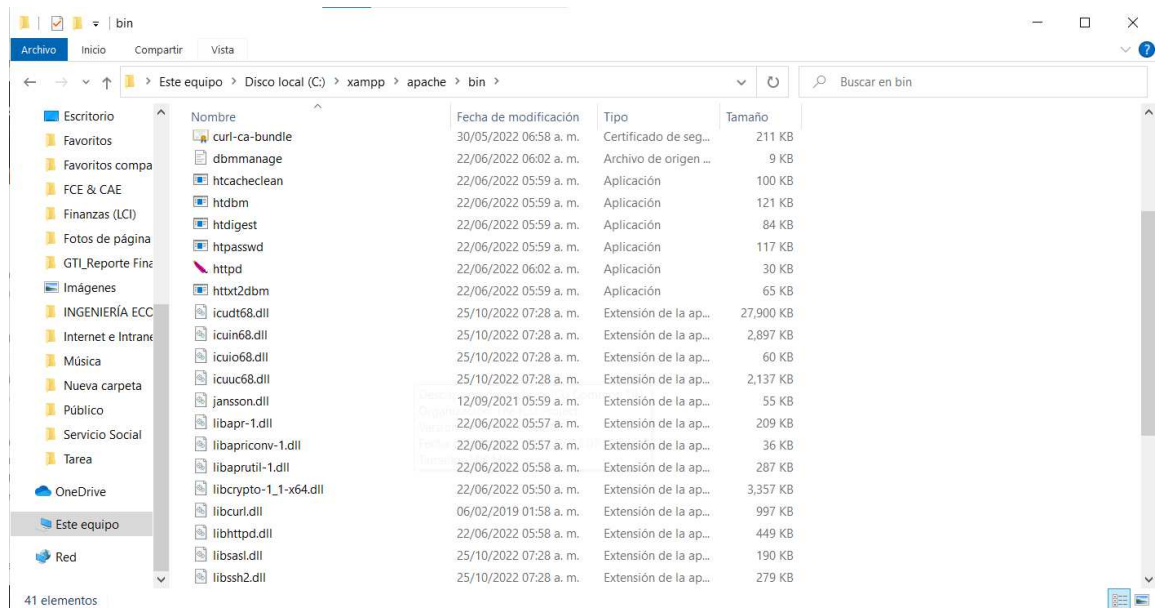 bin
Archivo Inicio Compartir Vista
Este equipo > Disco local (C:) > xampp > apache > bin >
Buscar en bin
Escritorio
Favoritos
Favoritos compa
FCE & CAE
Finanzas (LCI)
Fotos de página
GTI_Reporte Fina
Imágenes
INGENIERÍA ECO
Internet e Intrane
Música
Nueva carpeta
Público
Servicio Social
Tarea
OneDrive
Este equipo
Red
Nombre Fecha de modificación Tipo Tamaño
curl-ca-bundle 30/05/2022 06:58 a. m. Certificado de seg... 211 KB
dbmmanage 22/06/2022 06:02 a. m. Archivo de origen ... 9 KB
htcacheclean 22/06/2022 05:59 a. m. Aplicación 100 KB
htdbm 22/06/2022 05:59 a. m. Aplicación 121 KB
htdigest 22/06/2022 05:59 a. m. Aplicación 84 KB
htpasswd 22/06/2022 05:59 a. m. Aplicación 117 KB
httpd 22/06/2022 06:02 a. m. Aplicación 30 KB
httxt2dbm 22/06/2022 05:59 a. m. Aplicación 65 KB
icudt68.dll 25/10/2022 07:28 a. m. Extensión de la ap... 27,900 KB
icuin68.dll 25/10/2022 07:28 a. m. Extensión de la ap... 2,897 KB
icuio68.dll 25/10/2022 07:28 a. m. Extensión de la ap... 60 KB
icuuc68.dll 25/10/2022 07:28 a. m. Extensión de la ap... 2,137 KB
jansson.dll 12/09/2021 05:59 a. m. Extensión de la ap... 55 KB
libapr-1.dll 22/06/2022 05:57 a. m. Extensión de la ap... 209 KB
libapriconv-1.dll 22/06/2022 05:57 a. m. Extensión de la ap... 36 KB
libaprutil-1.dll 22/06/2022 05:58 a. m. Extensión de la ap... 287 KB
libcrypto-1_1-x64.dll 22/06/2022 05:50 a. m. Extensión de la ap... 3,357 KB
libcurl.dll 06/02/2019 01:58 a. m. Extensión de la ap... 997 KB
libhttpd.dll 22/06/2022 05:58 a. m. Extensión de la ap... 449 KB
libsasl.dll 25/10/2022 07:28 a. m. Extensión de la ap... 190 KB
libssh2.dll 25/10/2022 07:28 a. m. Extensión de la ap... 279 KB
41 elementos